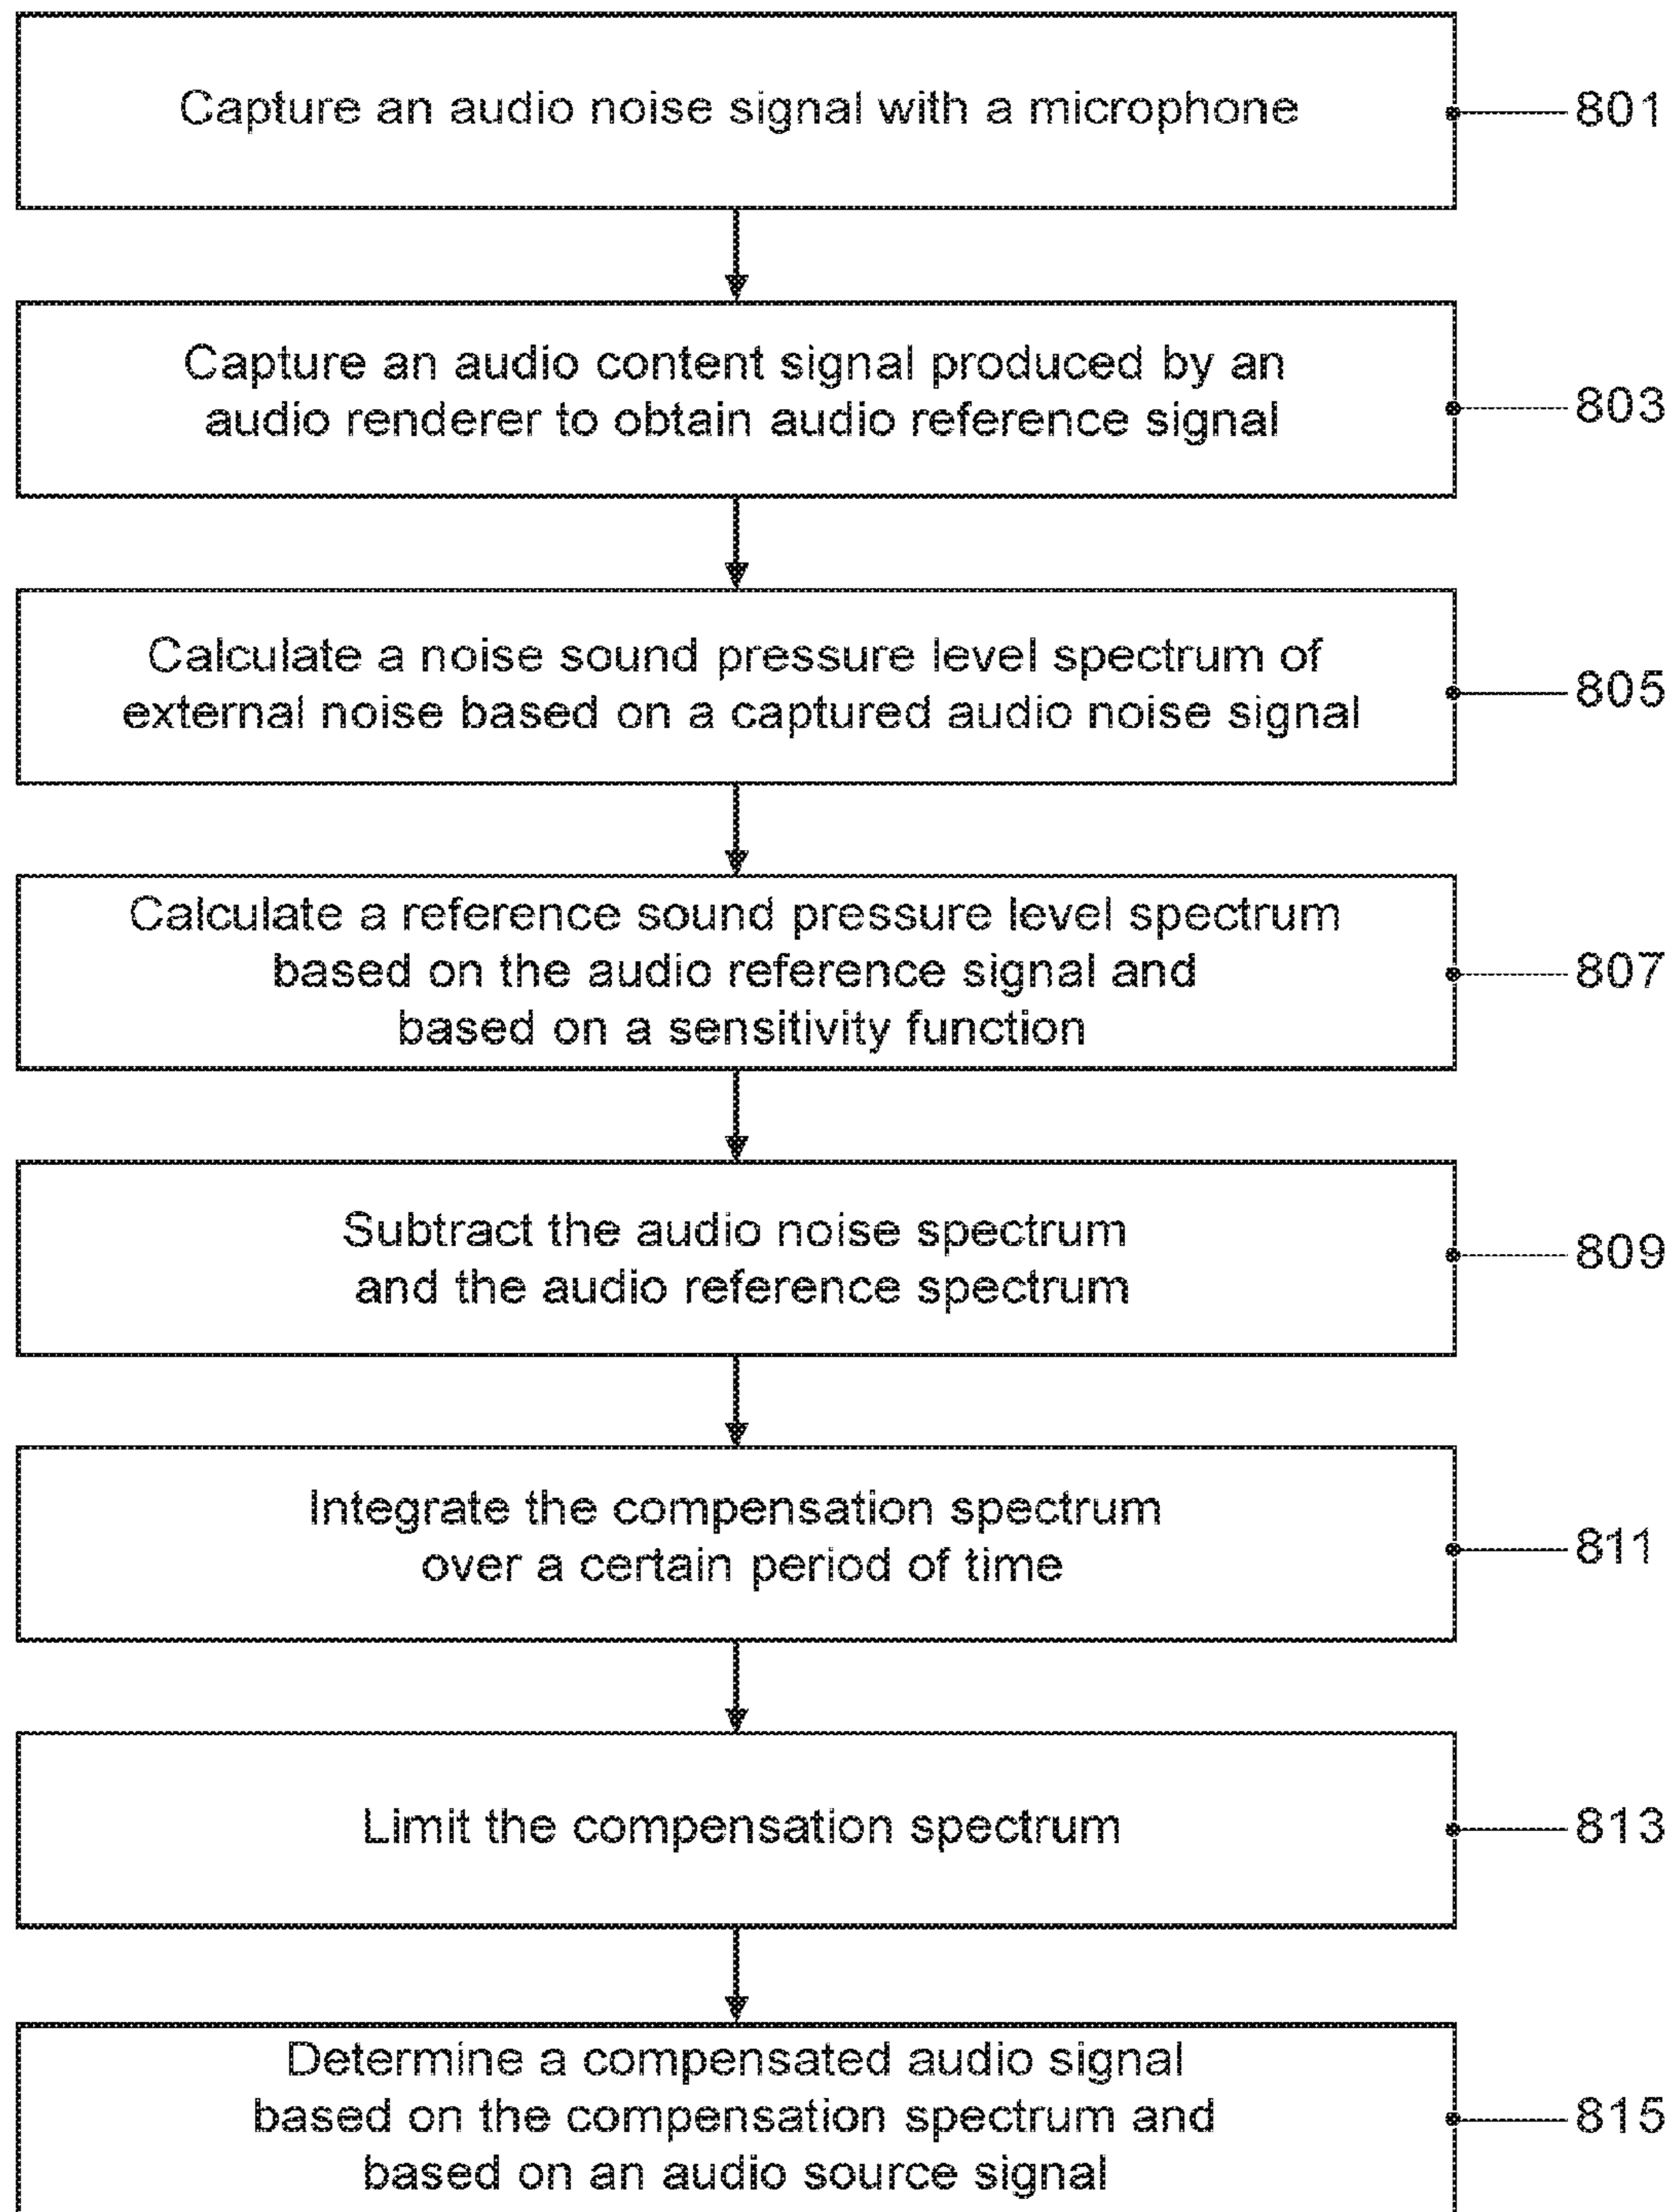 Capture an audio noise signal with a microphone
801
Capture an audio content signal produced by an
audio renderer to obtain audio reference signal
803
Calculate a noise sound pressure level spectrum of
external noise based on a captured audio noise signal
805
Calculate a reference sound pressure level spectrum
based on the audio reference signal and
based on a sensitivity function
807
Subtract the audio noise spectrum
and the audio reference spectrum
809
Integrate the compensation spectrum
over a certain period of time
811
Limit the compensation spectrum
813
Determine a compensated audio signal
based on the compensation spectrum and
based on an audio source signal
815